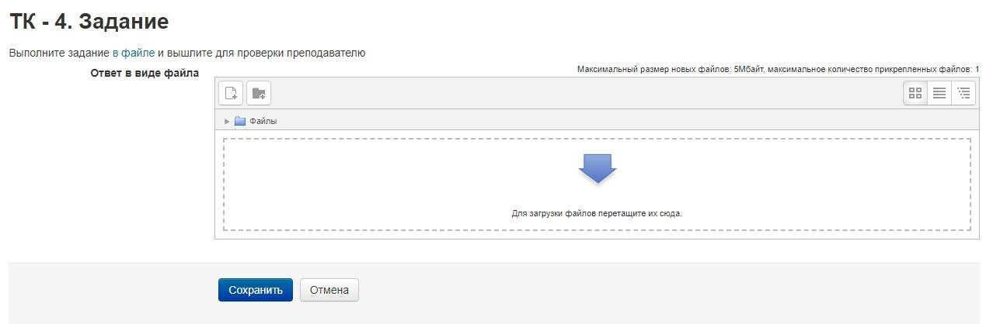 ТК - 4. Задание
Выполните задание в файле и вышлите для проверки преподавателю
Ответ в виде файла
Максимальный размер новых файлов: 5Мбайт, максимальное количество прикрепленных файлов: 1
Файлы
Для загрузки файлов перетащите их сюда.
Сохранить
Отмена